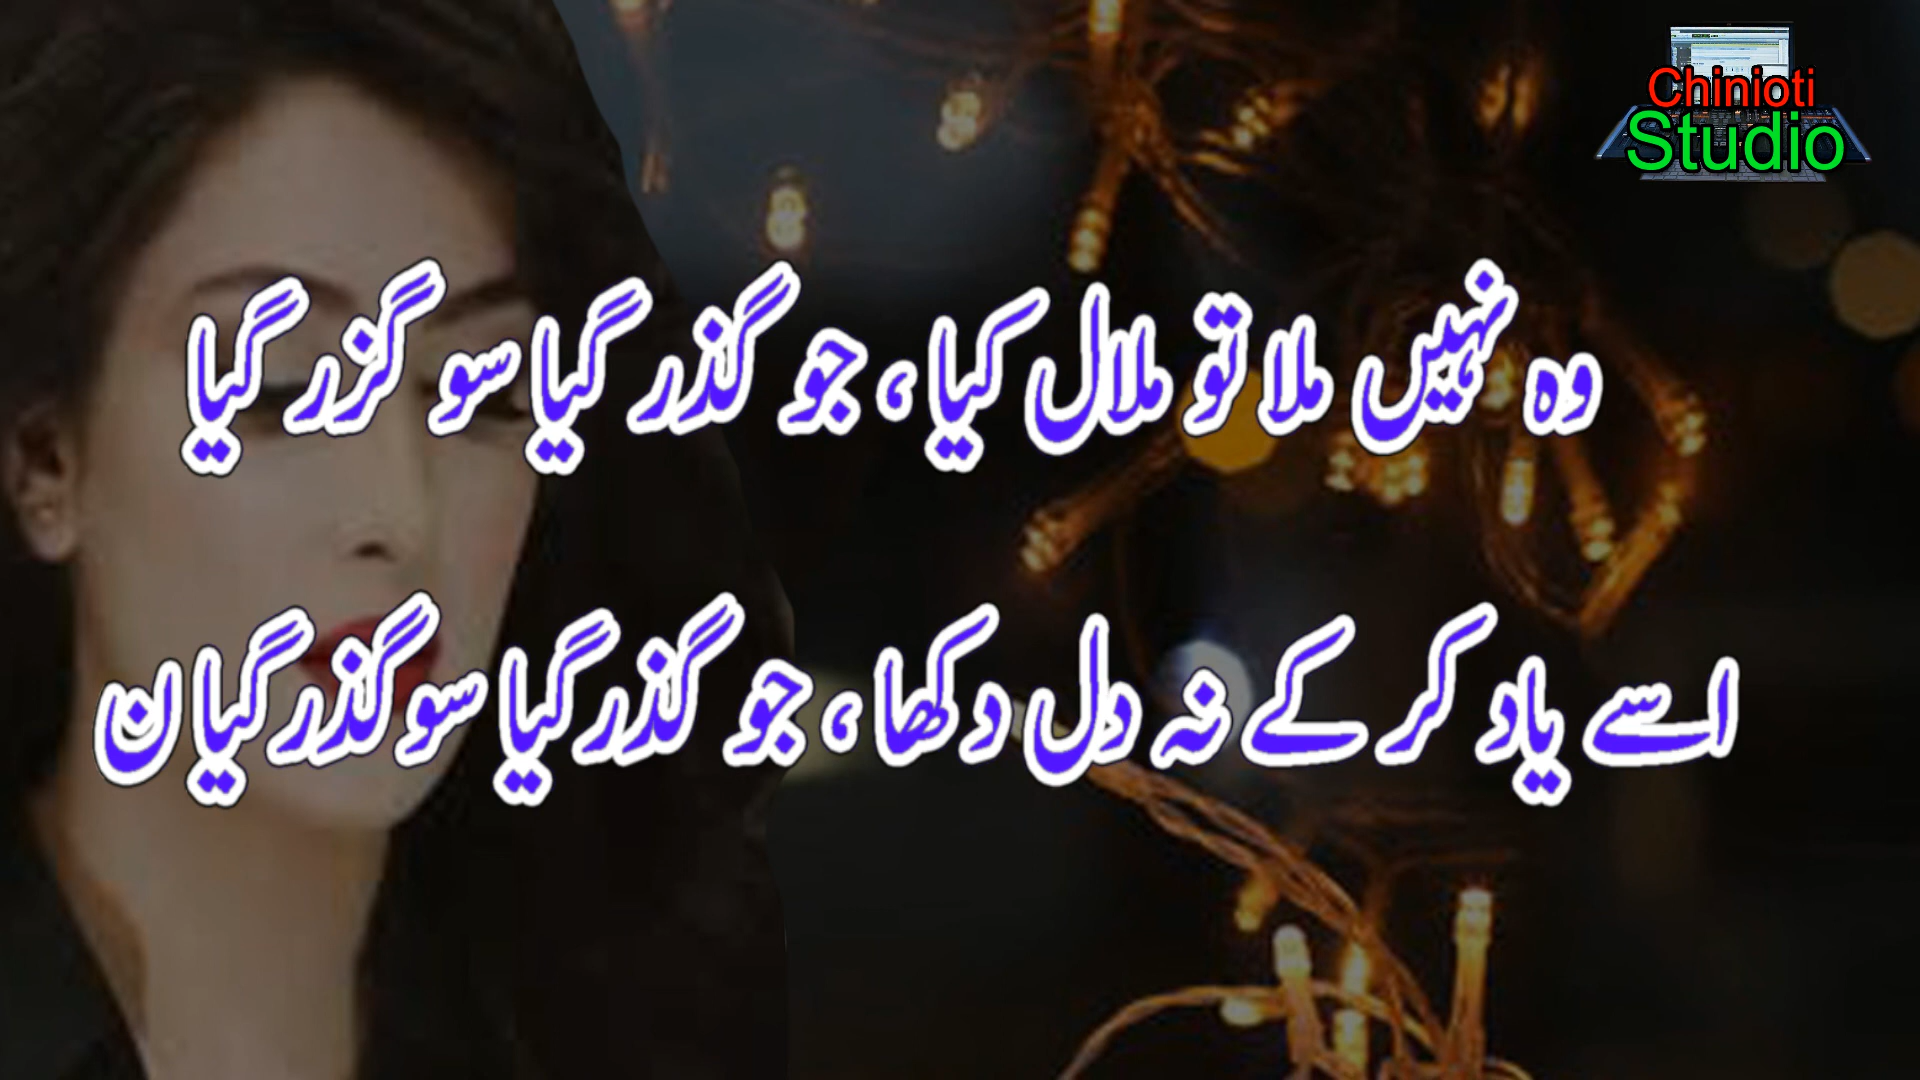 Chinioti
Studio
وہ نہیں ملا تو ملال کیا، جو گذر گیا سو گزر گیا
اسے یاد کر کے نہ دل دکھا، جو گذر گیا سو گذر گیا ن